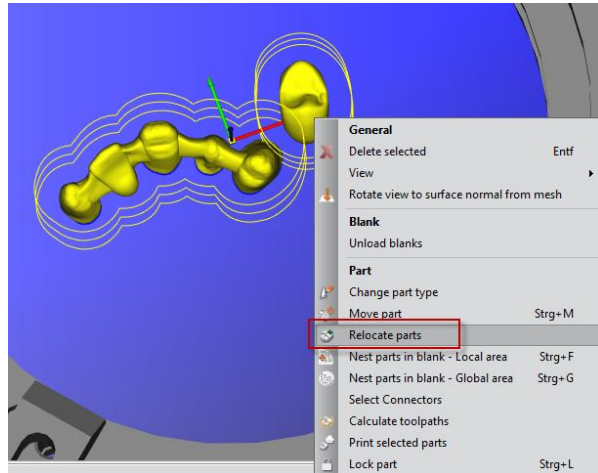 General
Delete selected Entf
View
Rotate view to surface normal from mesh
Blank
Unload blanks
Part
Change part type
Move part Strg+M
Relocate parts
Nest parts in blank - Local area Strg+F
Nest parts in blank - Global area Strg+G
Select Connectors
Calculate toolpaths
Print selected parts
Lock part Strg+L